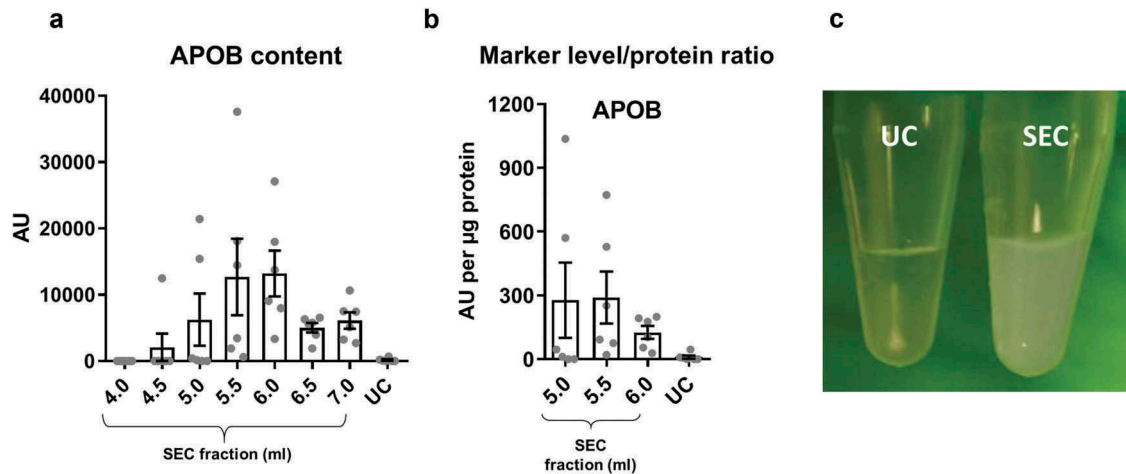 a
APOB content
40000
30000
20000
10000
0
AU
4.0 4.5 5.0 5.5 6.0 6.5 7.0 UC
SEC fraction (ml)
b
Marker level/protein ratio
APOB
1200
900
600
300
0
AU per µg protein
5.0 5.5 6.0 UC
SEC
fraction (ml)
c
UC SEC